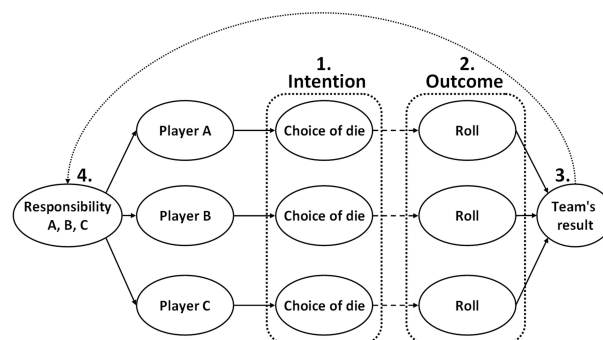 1.
Intention
2.
Outcome
Player A
Choice of die
Roll
4.
Responsibility
A, B, C
Player B
Choice of die
Roll
3.
Team's
result
Player C
Choice of die
Roll